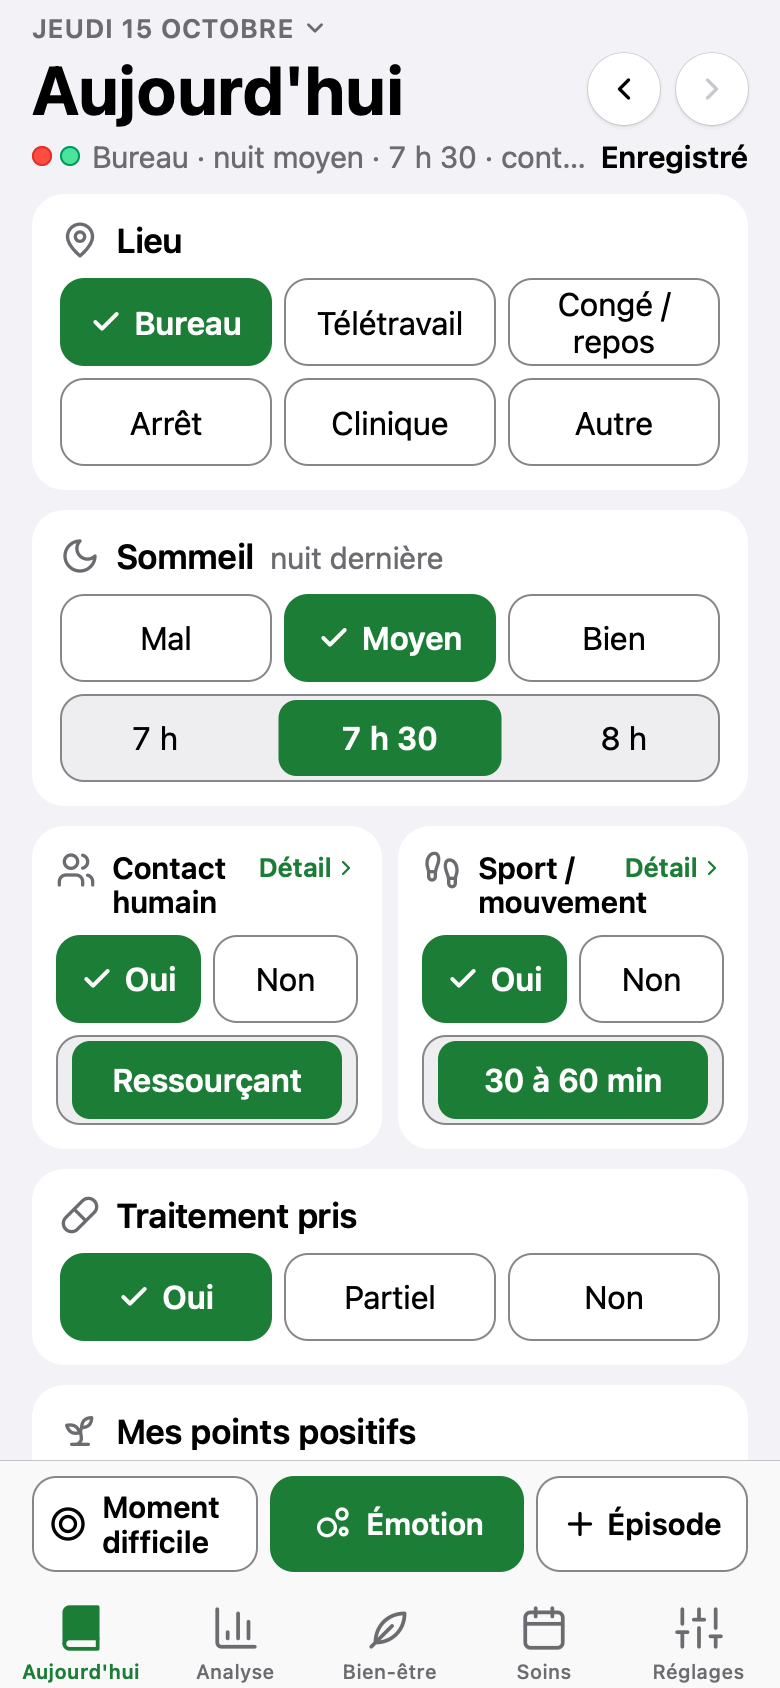 JEUDI 15 OCTOBRE
Aujourd'hui
Bureau · nuit moyen · 7 h 30 · cont... Enregistré
Lieu
Bureau Télétravail Congé /
repos
Arrêt Clinique Autre
Sommeil nuit dernière
Mal Moyen Bien
7 h 7 h 30 8 h
Contact
humain
Détail
Oui Non
Ressourçant
Sport /
mouvement
Détail
Oui Non
30 à 60 min
Traitement pris
Oui Partiel Non
Mes points positifs
Moment
difficile
Émotion
Épisode
Aujourd'hui Analyse Bien-être Soins Réglages